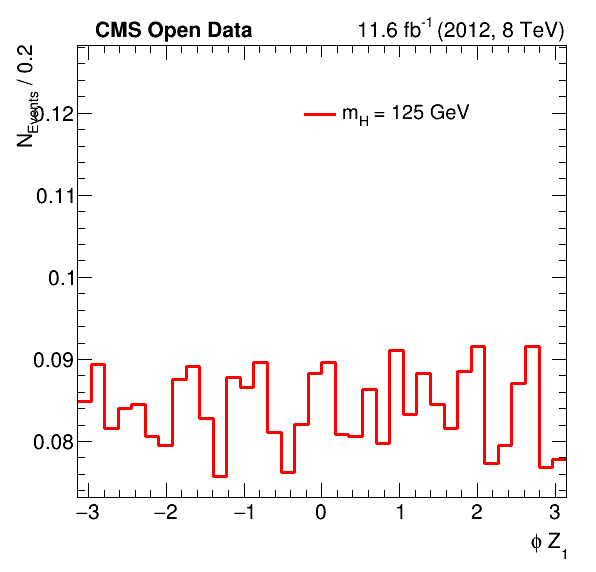 CMS Open Data
11.6 fb-1 (2012, 8 TeV)
NEvents / 0.2
mH = 125 GeV
0.12
0.11
0.1
0.09
0.08
−3 −2 −1 0 1 2 3
ϕ Z1